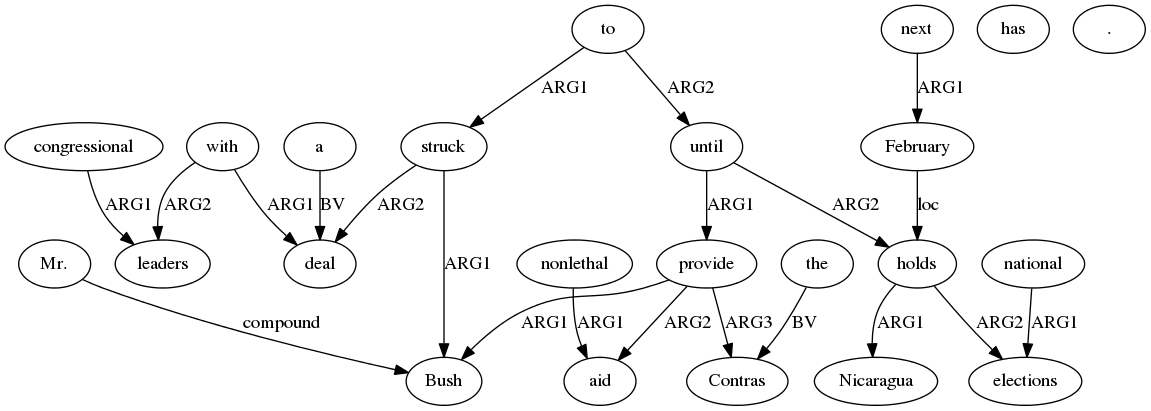 to next has .
ARG1 ARG2 ARG1
congressional with a struck until February
ARG1 ARG2 ARG1 BV ARG2 ARG1 ARG1 ARG2 loc
Mr. leaders deal nonlethal provide the holds national
compound ARG1 ARG1 ARG2 ARG3 BV ARG1 ARG2 ARG1
Bush aid Contras Nicaragua elections